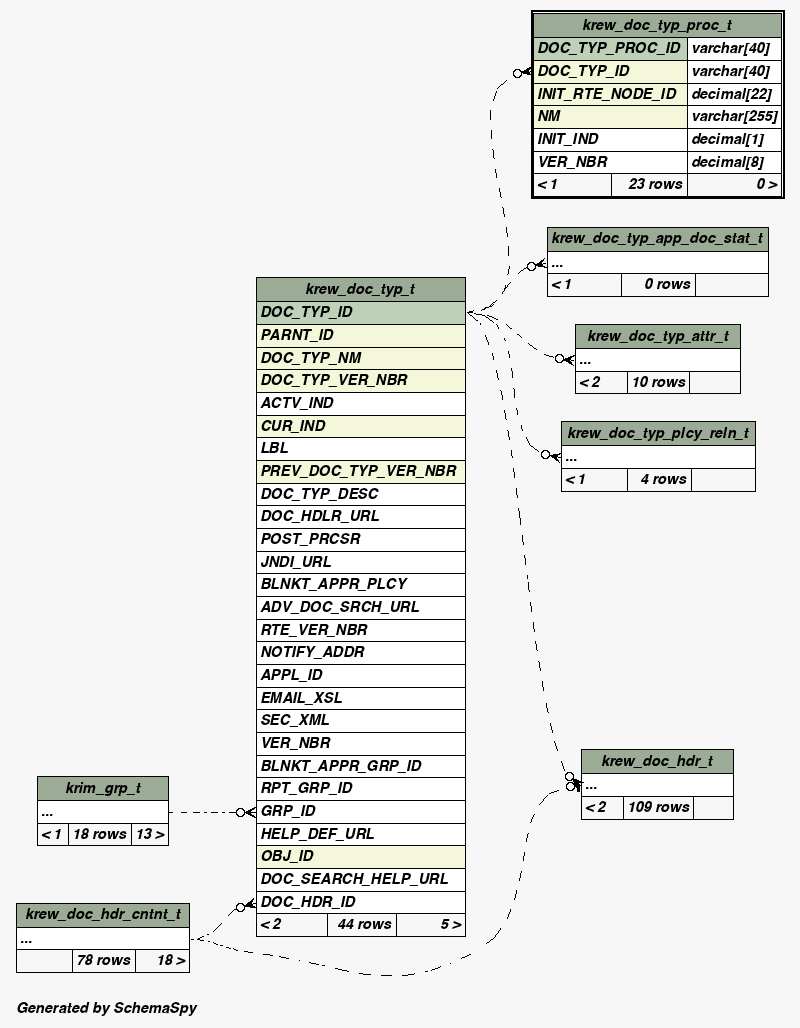 krew_doc_typ_proc_t
DOC_TYP_PROC_ID varchar[40]
DOC_TYP_ID varchar[40]
INIT_RTE_NODE_ID decimal[22]
NM varchar[255]
INIT_IND decimal[1]
VER_NBR decimal[8]
< 1 23 rows 0 >
krew_doc_typ_app_doc_stat_t
...
< 1 0 rows
krew_doc_typ_attr_t
...
< 2 10 rows
krew_doc_typ_plcy_reln_t
...
< 1 4 rows
krew_doc_typ_t
DOC_TYP_ID
PARNT_ID
DOC_TYP_NM
DOC_TYP_VER_NBR
ACTV_IND
CUR_IND
LBL
PREV_DOC_TYP_VER_NBR
DOC_TYP_DESC
DOC_HDLR_URL
POST_PRCSR
JNDI_URL
BLNKT_APPR_PLCY
ADV_DOC_SRCH_URL
RTE_VER_NBR
NOTIFY_ADDR
APPL_ID
EMAIL_XSL
SEC_XML
VER_NBR
BLNKT_APPR_GRP_ID
RPT_GRP_ID
GRP_ID
HELP_DEF_URL
OBJ_ID
DOC_SEARCH_HELP_URL
DOC_HDR_ID
< 2 44 rows 5 >
krew_doc_hdr_t
...
< 2 109 rows
krim_grp_t
...
< 1 18 rows 13 >
krew_doc_hdr_cntnt_t
...
78 rows 18 >
Generated by SchemaSpy